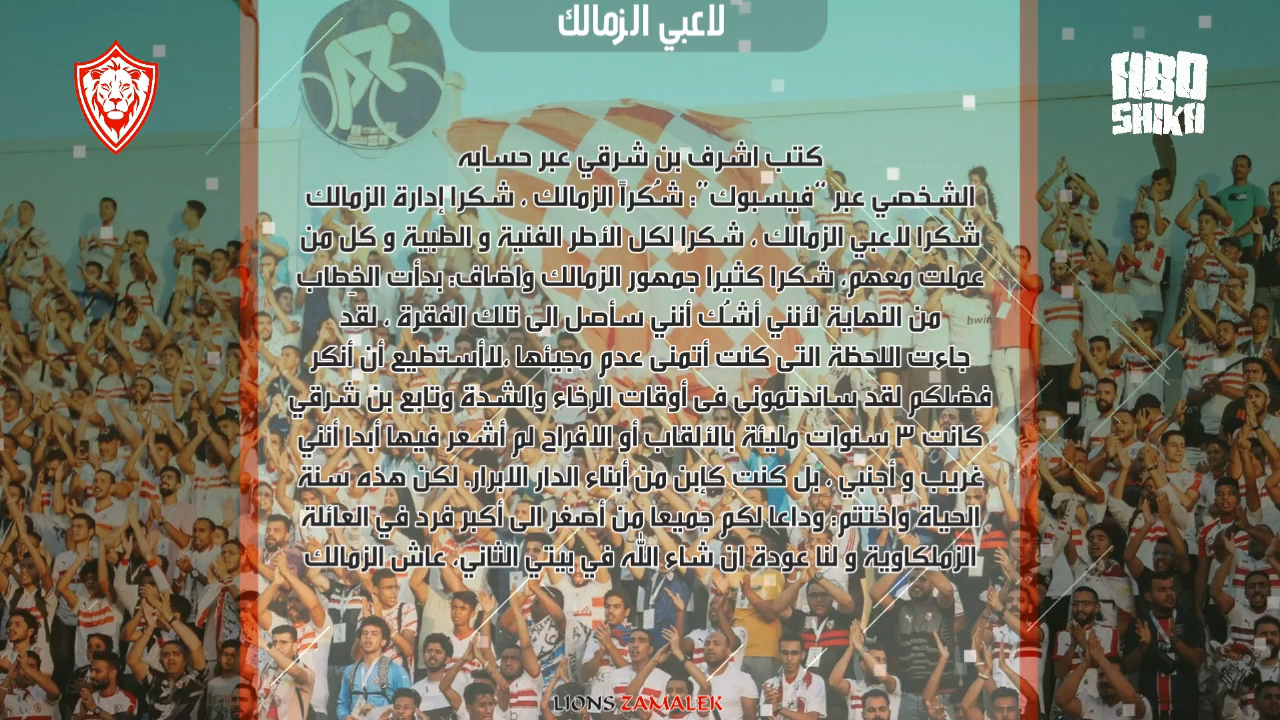 لاعبي الزمالك
ABO
SHIKA
كتب اشرف بن شرقي عبر حسابه
الشخصي عبر “فيسبوك” : شُكراً الزمالك ، شكرا إدارة الزمالك
شكرا لاعبي الزمالك ، شكرا لكل الأطر الفنية و الطبية و كل من
عملت معهم. شكرا كثيرا جمهور الزمالك واضاف: بدأت الخِطاب
من النهاية لأنني أشُك أنني سأصل الى تلك الفقرة ، لقد
جاءت اللحظة التى كنت أتمنى عدم مجيئها ،لاأستطيع أن أنكر
فضلكم لقد ساندتمونى فى أوقات الرخاء والشدة وتابع بن شرقي
كانت ٣ سنوات مليئة بالألقاب أو الافراح لم أشعر فيها أبدا أنني
غريب و أجنبي ، بل كنت كإبن من أبناء الدار الابرار. لكن هذه سنة
الحياة واختتم: وداعا لكم جميعا من أصغر الى أكبر فرد في العائلة
الزملكاوية و لنا عودة ان شاء الله في بيتي الثاني. عاش الزمالك
bwin
LIONS ZAMALEK